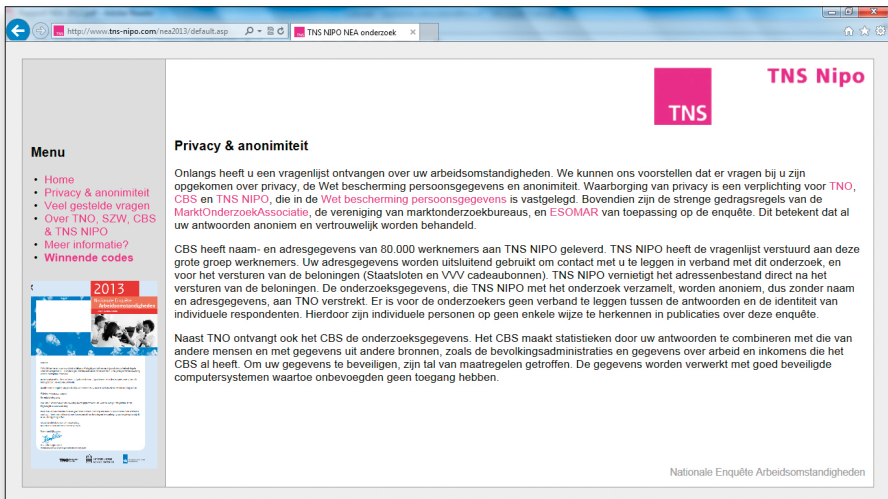 http://www.tns-nipo.com/nea2013/default.asp
TNS NIPO NEA onderzoek
TNS Nipo
TNS
Menu
• Home
• Privacy & anonimiteit
• Veel gestelde vragen
• Over TNO, SZW, CBS
& TNS NIPO
• Meer informatie?
• Winnende codes
2013
Nationale Enquête
Arbeidsomstandigheden
Privacy & anonimiteit
Onlangs heeft u een vragenlijst ontvangen over uw arbeidsomstandigheden. We kunnen ons voorstellen dat er vragen bij u zijn
opgekomen over privacy, de Wet bescherming persoonsgegevens en anonimiteit. Waarborging van privacy is een verplichting voor TNO,
CBS en TNS NIPO, die in de Wet bescherming persoonsgegevens is vastgelegd. Bovendien zijn de strenge gedragsregels van de
MarktOnderzoekAssociatie, de vereniging van marktonderzoekbureaus, en ESOMAR van toepassing op de enquête. Dit betekent dat al
uw antwoorden anoniem en vertrouwelijk worden behandeld.
CBS heeft naam- en adresgegevens van 80.000 werknemers aan TNS NIPO geleverd. TNS NIPO heeft de vragenlijst verstuurd aan deze
grote groep werknemers. Uw adresgegevens worden uitsluitend gebruikt om contact met u te leggen in verband met dit onderzoek, en
voor het versturen van de beloningen (Staatsloten en VVV cadeaubonnen). TNS NIPO vernietigt het adressenbestand direct na het
versturen van de beloningen. De onderzoeksgegevens, die TNS NIPO met het onderzoek verzamelt, worden anoniem, dus zonder naam
en adresgegevens, aan TNO verstrekt. Er is voor de onderzoekers geen verband te leggen tussen de antwoorden en de identiteit van
individuele respondenten. Hierdoor zijn individuele personen op geen enkele wijze te herkennen in publicaties over deze enquête.
Naast TNO ontvangt ook het CBS de onderzoeksgegevens. Het CBS maakt statistieken door uw antwoorden te combineren met die van
andere mensen en met gegevens uit andere bronnen, zoals de bevolkingsadministraties en gegevens over arbeid en inkomens die het
CBS al heeft. Om uw gegevens te beveiligen, zijn tal van maatregelen getroffen. De gegevens worden verwerkt met goed beveiligde
computersystemen waartoe onbevoegden geen toegang hebben.
Nationale Enquête Arbeidsomstandigheden